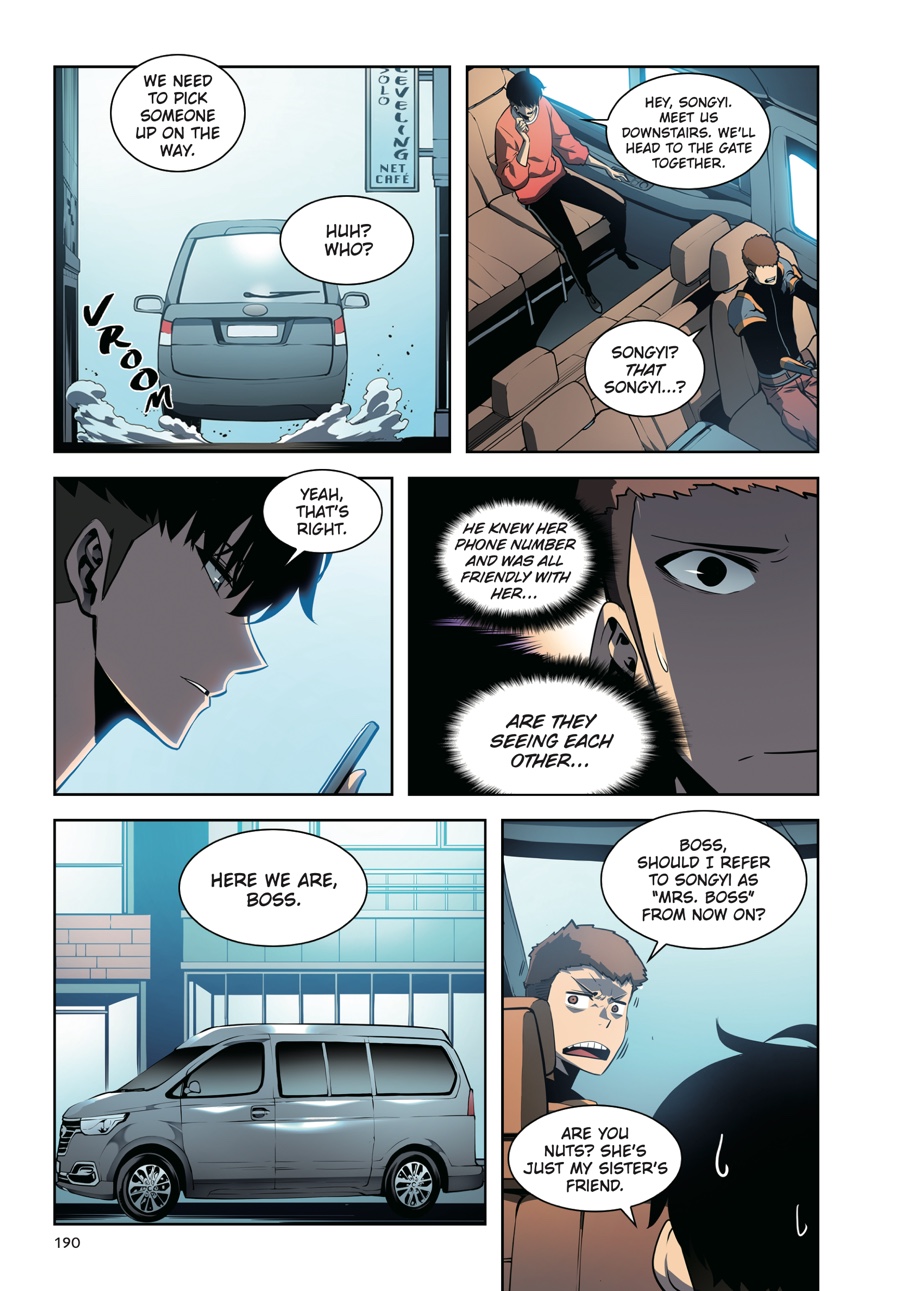 WE NEED
TO PICK
SOMEONE
UP ON THE
WAY.
SOLO
LEVELING
NET
CAFÉ
HUH?
WHO?
VROOM
HEY, SONGYI.
MEET US
DOWNSTAIRS. WE'LL
HEAD TO THE GATE
TOGETHER.
SONGYI?
THAT
SONGYI...?
YEAH,
THAT'S
RIGHT.
HE KNEW HER
PHONE NUMBER
AND WAS ALL
FRIENDLY WITH
HER...
ARE THEY
SEEING EACH
OTHER...
HERE WE ARE,
BOSS.
BOSS,
SHOULD I REFER
TO SONGYI AS
"MRS. BOSS"
FROM NOW ON?
ARE YOU
NUTS? SHE'S
JUST MY SISTER'S
FRIEND.
190